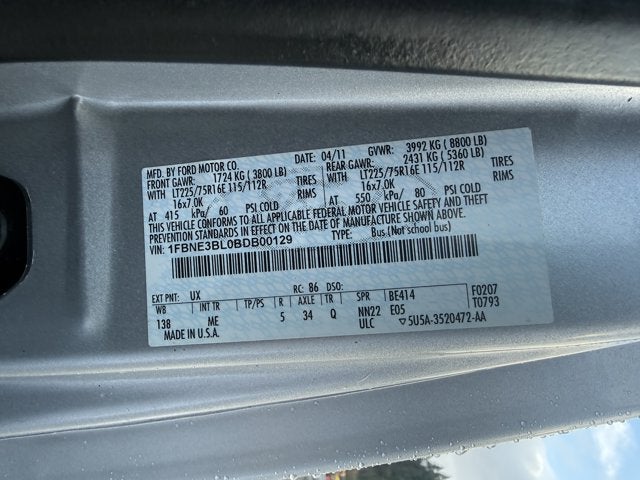 MFD. BY FORD MOTOR CO.
DATE: 04/11 GVWR: 3992 KG ( 8800 LB)
FRONT GAWR: 1724 KG ( 3800 LB) REAR GAWR: 2431 KG ( 5360 LB)
WITH LT225/75R16E 115/112R TIRES WITH LT225/75R16E 115/112R TIRES
16x7.0K RIMS 16x7.0K RIMS
AT 415 kPa/ 60 PSI COLD AT 550 kPa/ 80 PSI COLD
THIS VEHICLE CONFORMS TO ALL APPLICABLE FEDERAL MOTOR VEHICLE SAFETY AND THEFT
PREVENTION STANDARDS IN EFFECT ON THE DATE OF MANUFACTURE SHOWN ABOVE.
VIN: 1FBNE3BL0BDB00129 TYPE: Bus (Not School bus)
EXT PNT: UX RC: 86 DSO: F0207
WB INT TR TP/PS R AXLE TR SPR BE414 T0793
138 ME 5 34 Q NN22 E05
MADE IN U.S.A. ULC ▽5U5A-3520472-AA